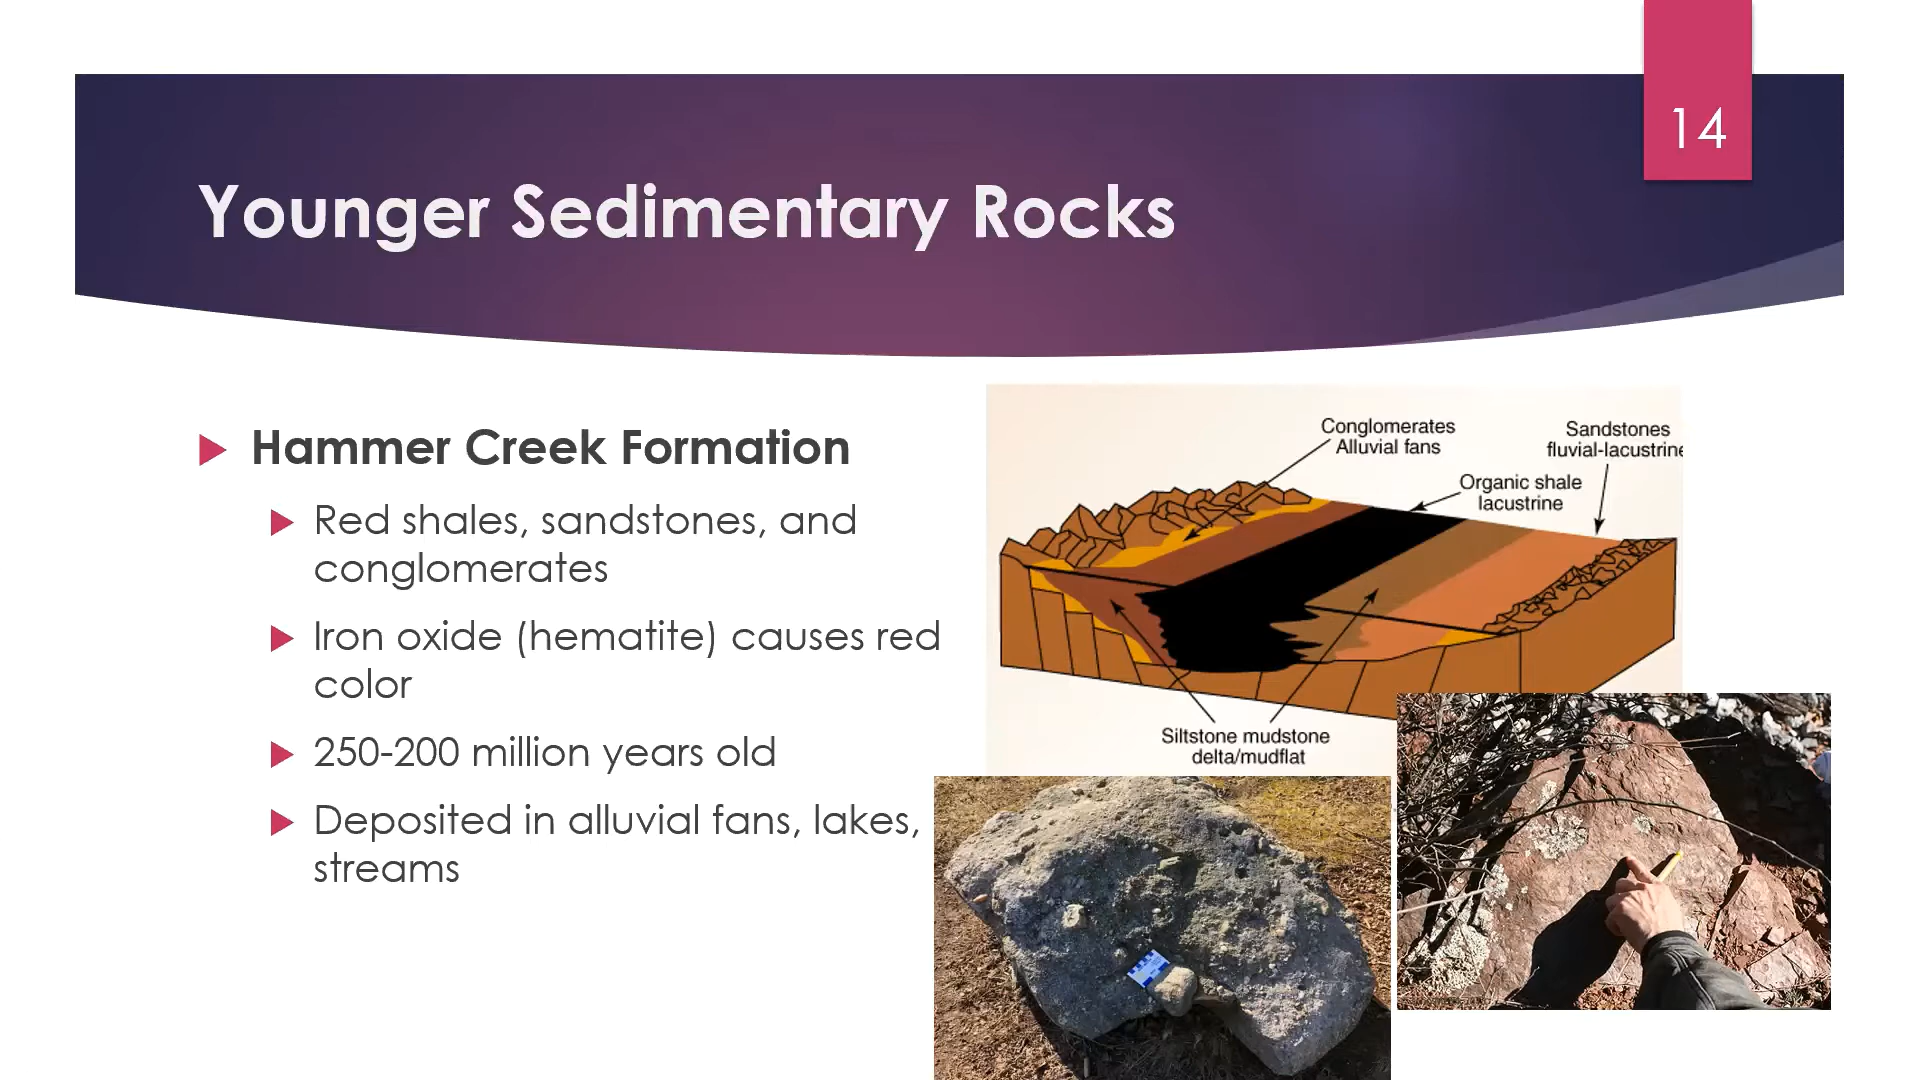 14
Younger Sedimentary Rocks
Hammer Creek Formation
Red shales, sandstones, and
conglomerates
Iron oxide (hematite) causes red
color
250-200 million years old
Deposited in alluvial fans, lakes,
streams
Conglomerates
Alluvial fans
Sandstones
fluvial-lacustrine
Organic shale
lacustrine
Siltstone mudstone
delta/mudflat